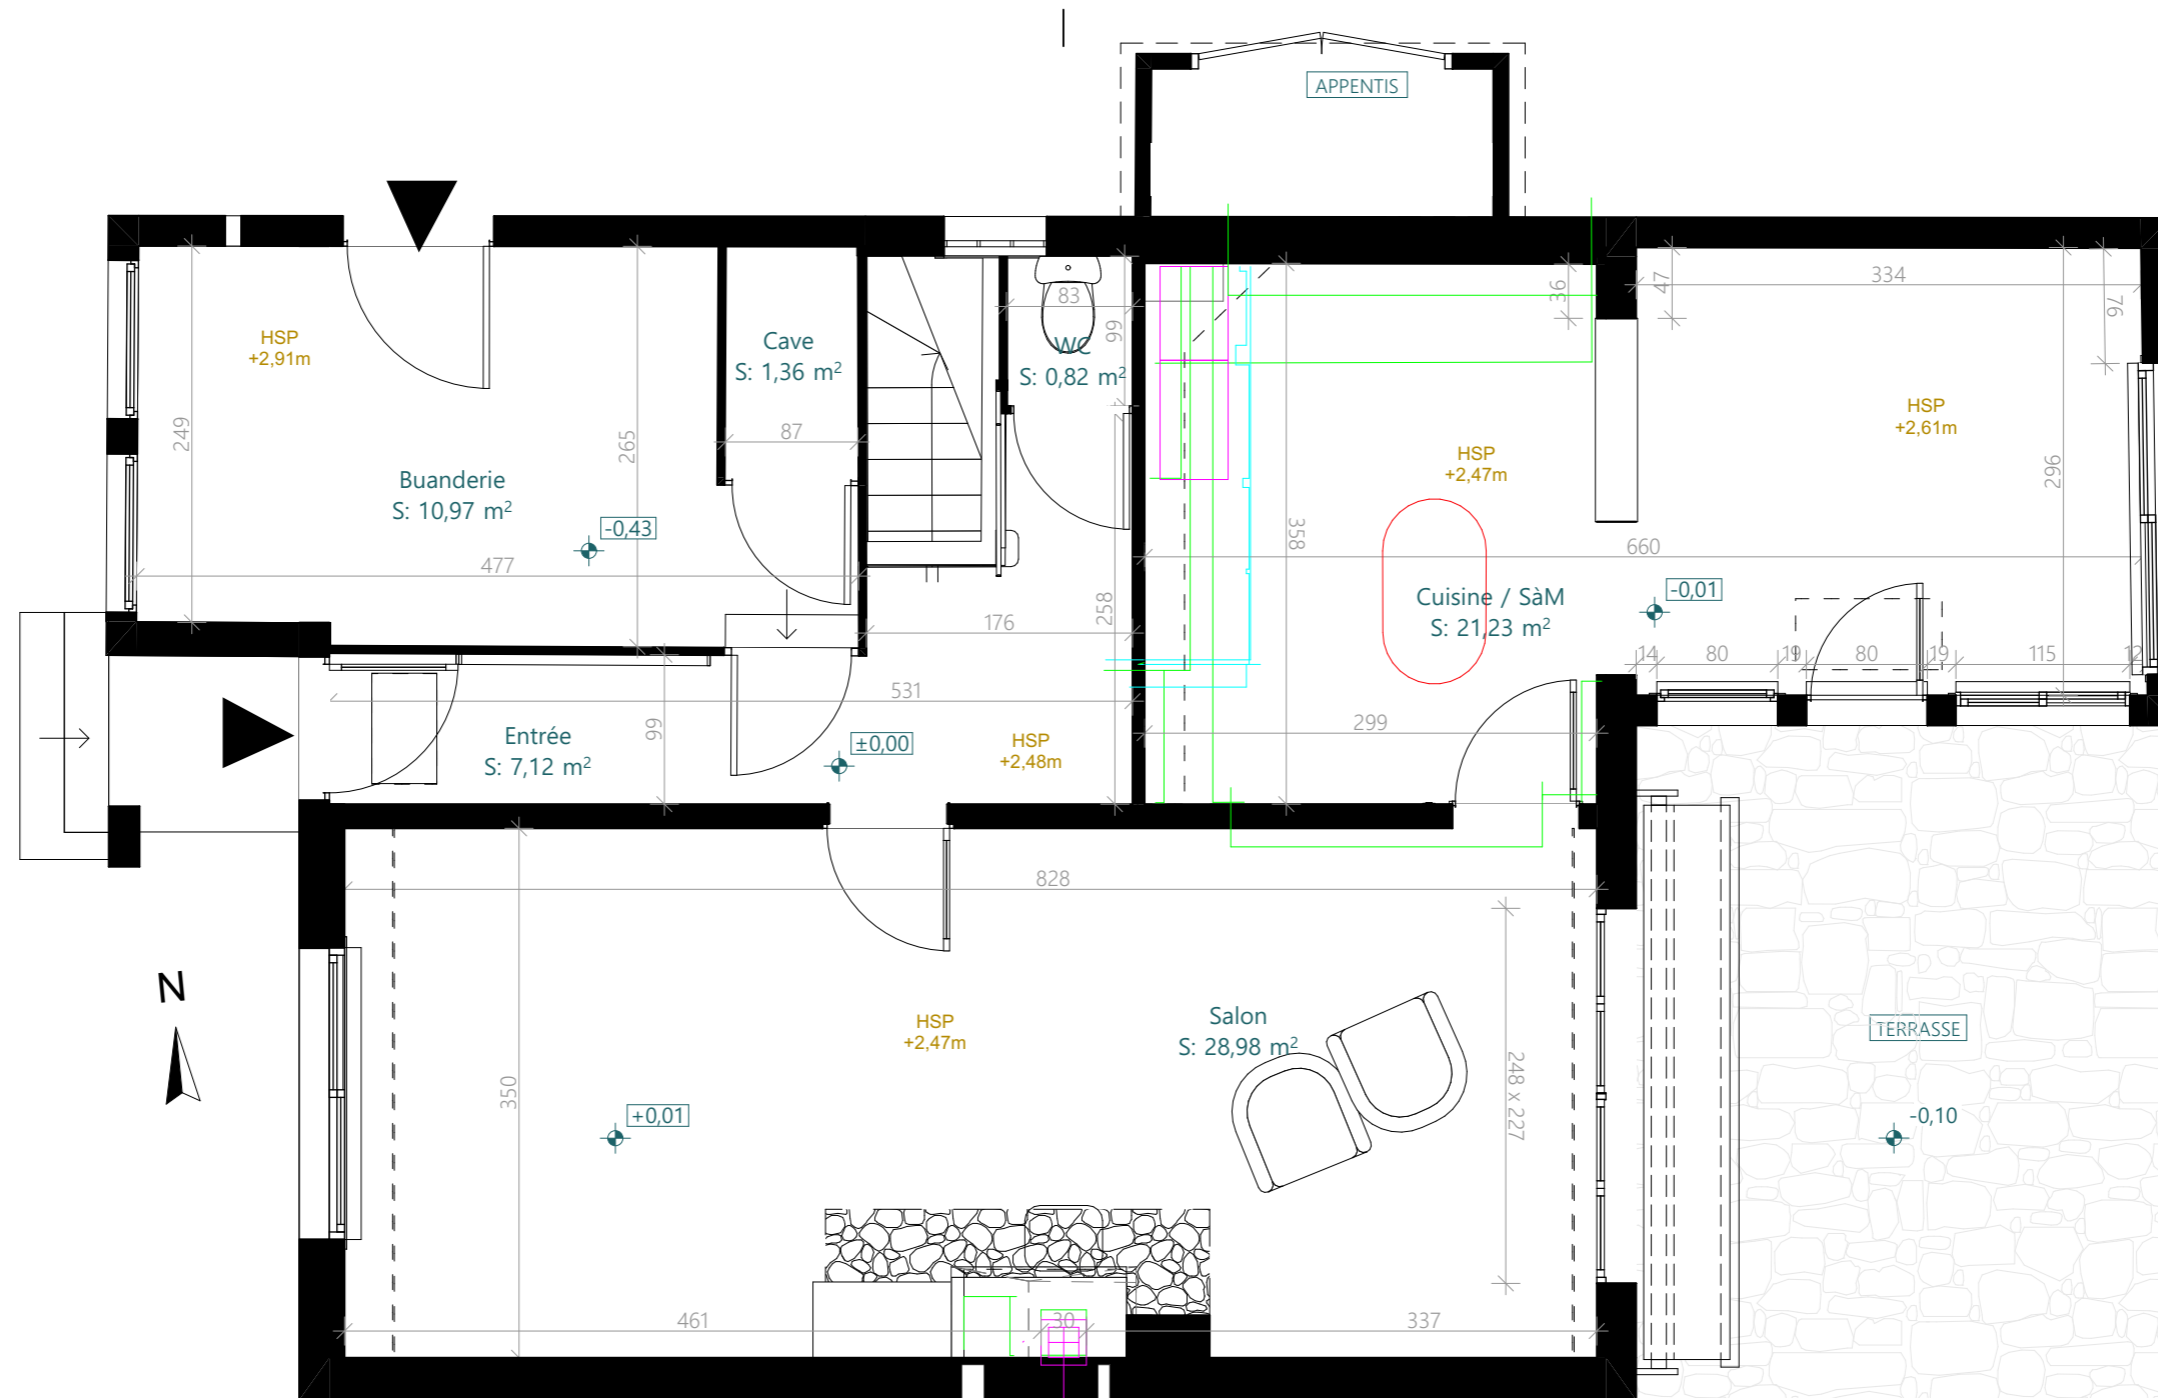 APPENTIS
HSP
+2,91m
Cave
S: 1,36 m²
87
83
99
WC
S: 0,82 m²
36
47
334
76
249
265
Buanderie
S: 10,97 m²
-0,43
477
358
HSP
+2,47m
HSP
+2,61m
296
660
Cuisine / SàM
S: 21,23 m²
-0,01
258
176
14
80
19
80
19
115
12
531
99
Entrée
S: 7,12 m²
±0,00
HSP
+2,48m
299
828
N
HSP
+2,47m
Salon
S: 28,98 m²
350
+0,01
248 x 227
TERRASSE
-0,10
461
30
337